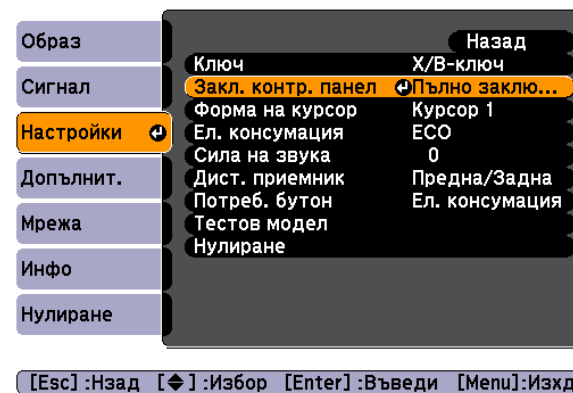 Образ
Сигнал
Настройки
Допълнит.
Мрежа
Инфо
Нулиране
Назад
Ключ Х/В-ключ
Закл. контр. панел Пълно заклю...
Форма на курсор Курсор 1
Ел. консумация ECO
Сила на звука 0
Дист. приемник Предна/Задна
Потреб. бутон Ел. консумация
Тестов модел
Нулиране
[Esc] :Нзад [◆] :Избор [Enter] :Въведи [Menu]:Изхд